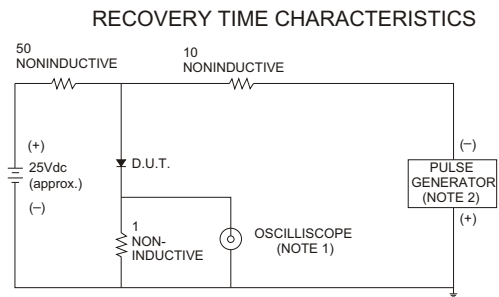 RECOVERY TIME CHARACTERISTICS
50
NONINDUCTIVE
10
NONINDUCTIVE
(+)
25Vdc
(approx.)
(–)
D.U.T.
1
NON-
INDUCTIVE
OSCILLISCOPE
(NOTE 1)
(–)
PULSE
GENERATOR
(NOTE 2)
(+)